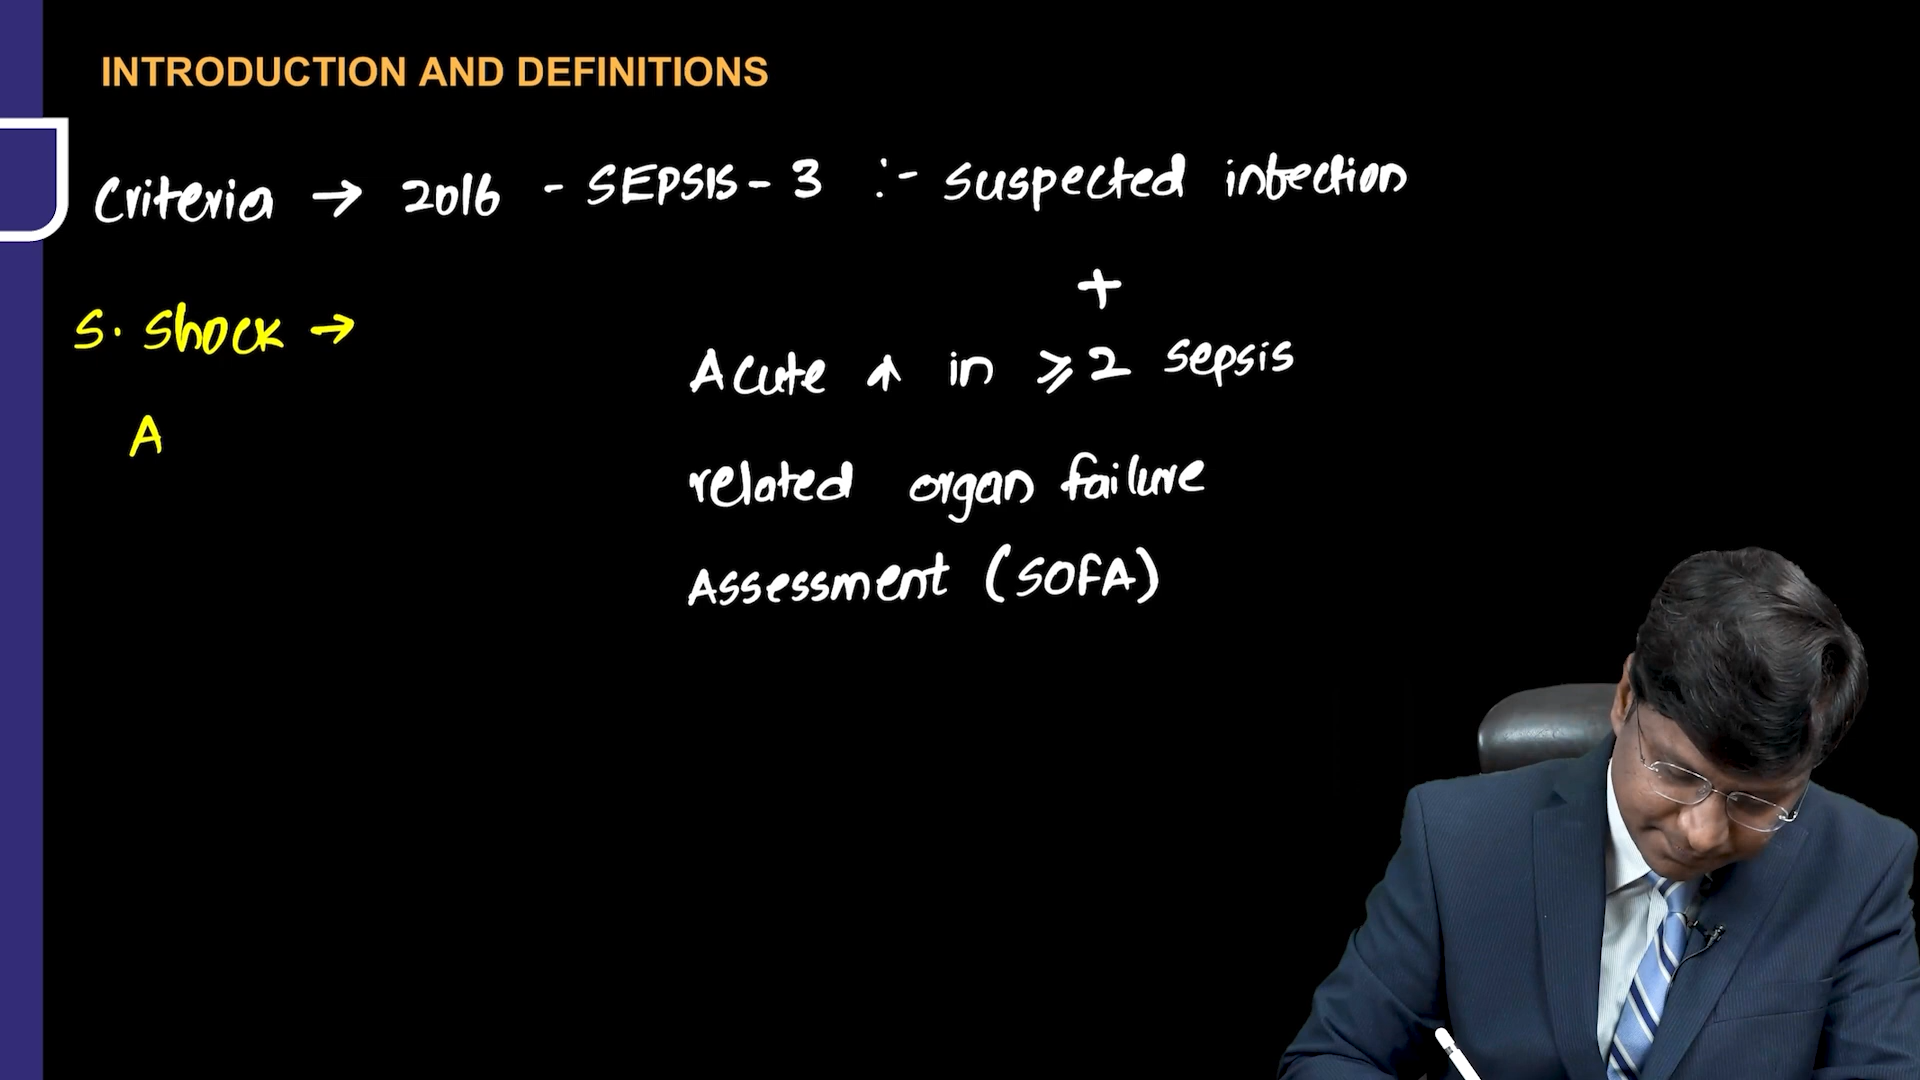 INTRODUCTION AND DEFINITIONS
Criteria → 2016 - SEPSIS - 3 :- suspected infection
+
S. Shock →
Acute ↑ in ⩾ 2 sepsis
A
related organ failure
Assessment (SOFA)